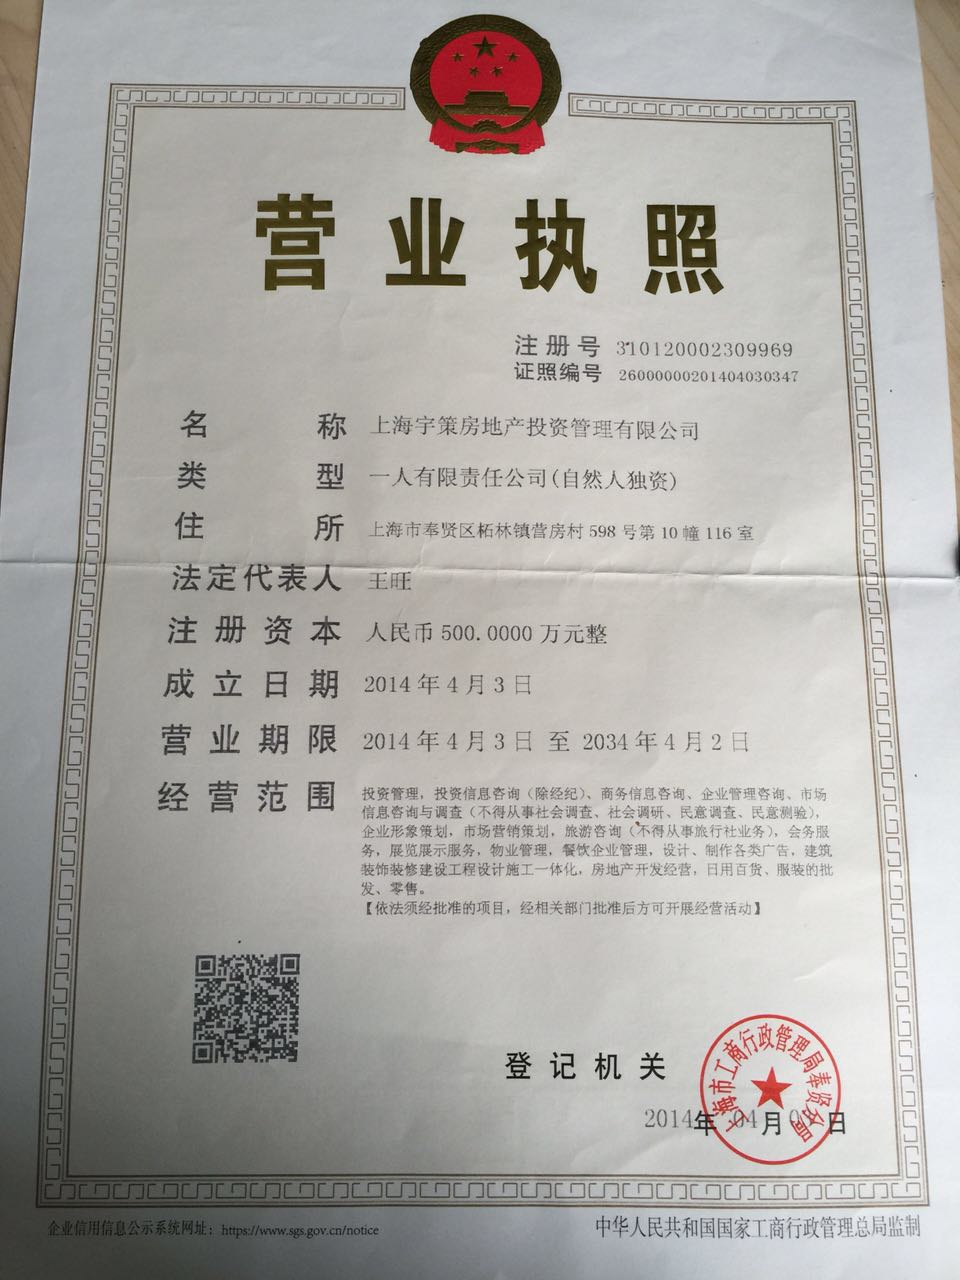 营业执照
注册号 310120002309969
证照编号 26000000201404030347
名称 上海宇策房地产投资管理有限公司
类型 一人有限责任公司(自然人独资)
住所 上海市奉贤区柘林镇营房村598号第10幢116室
法定代表人 王旺
注册资本 人民币500.0000万元整
成立日期 2014年4月3日
营业期限 2014年4月3日 至 2034年4月2日
经营范围 投资管理，投资信息咨询（除经纪）、商务信息咨询、企业管理咨询、市场
信息咨询与调查（不得从事社会调查、社会调研、民意调查、民意测验），
企业形象策划，市场营销策划，旅游咨询（不得从事旅行社业务），会务服
务，展览展示服务，物业管理，餐饮企业管理，设计、制作各类广告，建筑
装饰装修建设工程设计施工一体化，房地产开发经营，日用百货、服装的批
发、零售。
【依法须经批准的项目，经相关部门批准后方可开展经营活动】
登记机关
上海市工商行政管理局奉贤分局
2014年04月 日
企业信用信息公示系统网址：https://www.sgs.gov.cn/notice
中华人民共和国国家工商行政管理总局监制